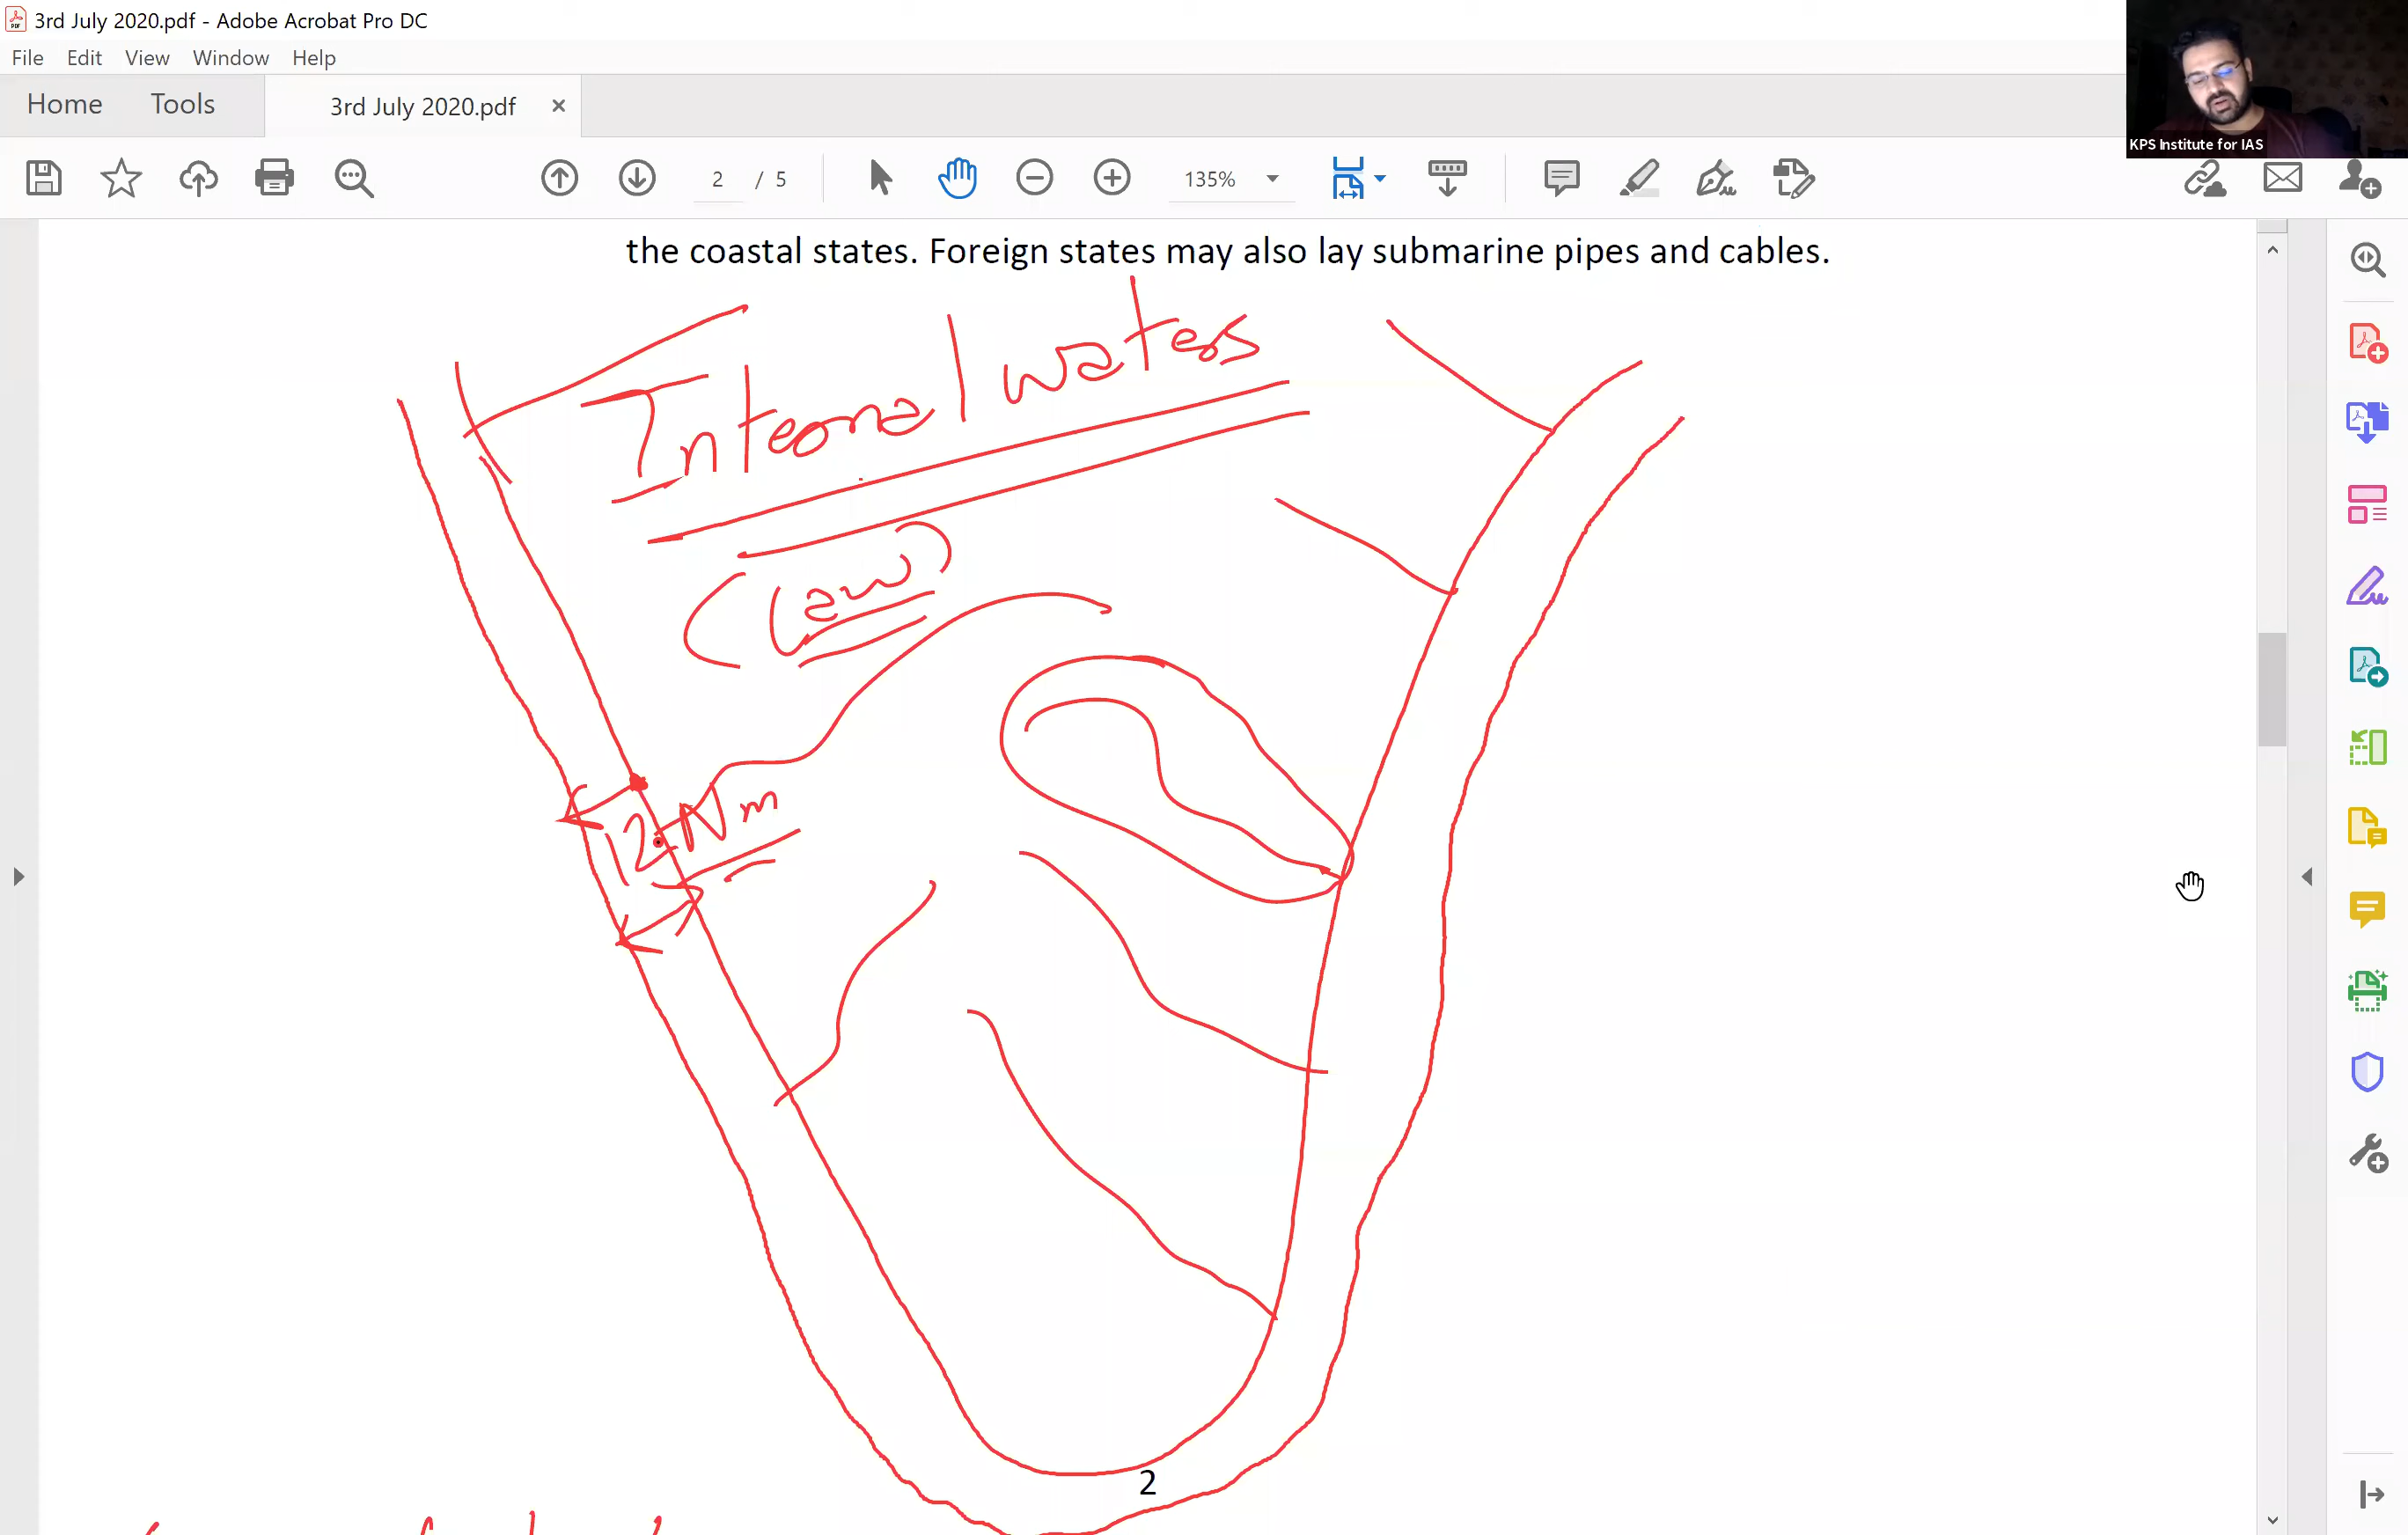 3rd July 2020.pdf - Adobe Acrobat Pro DC
File Edit View Window Help
Home Tools 3rd July 2020.pdf ×
2 / 5 135%
KPS Institute for IAS
the coastal states. Foreign states may also lay submarine pipes and cables.
Internal waters
(Law)
12 Nm
2